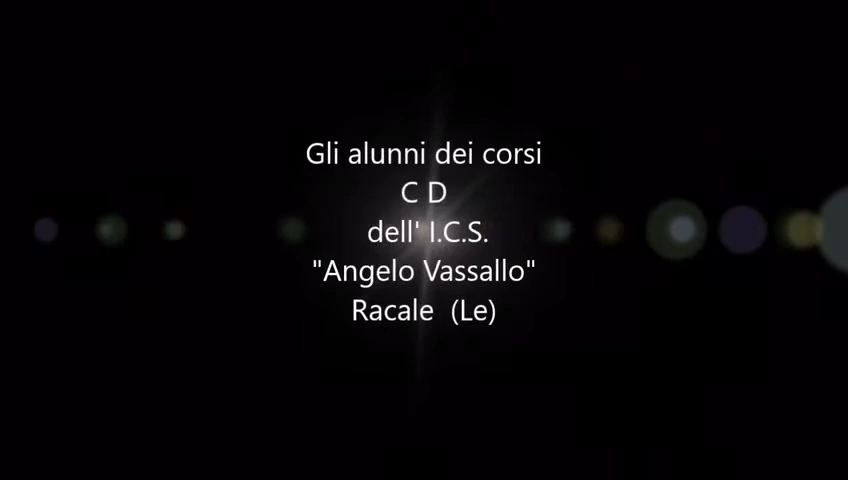 Gli alunni dei corsi
C D
dell' I.C.S.
"Angelo Vassallo"
Racale (Le)